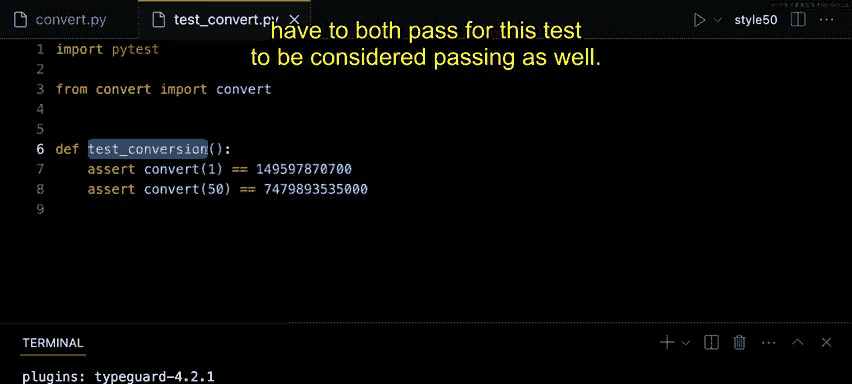 convert.py
test_convert.py
style50
have to both pass for this test
to be considered passing as well.
1 import pytest
2
3 from convert import convert
4
5
6 def test_conversion():
7     assert convert(1) == 149597870700
8     assert convert(50) == 7479893535000
9
TERMINAL
plugins: typeguard-4.2.1